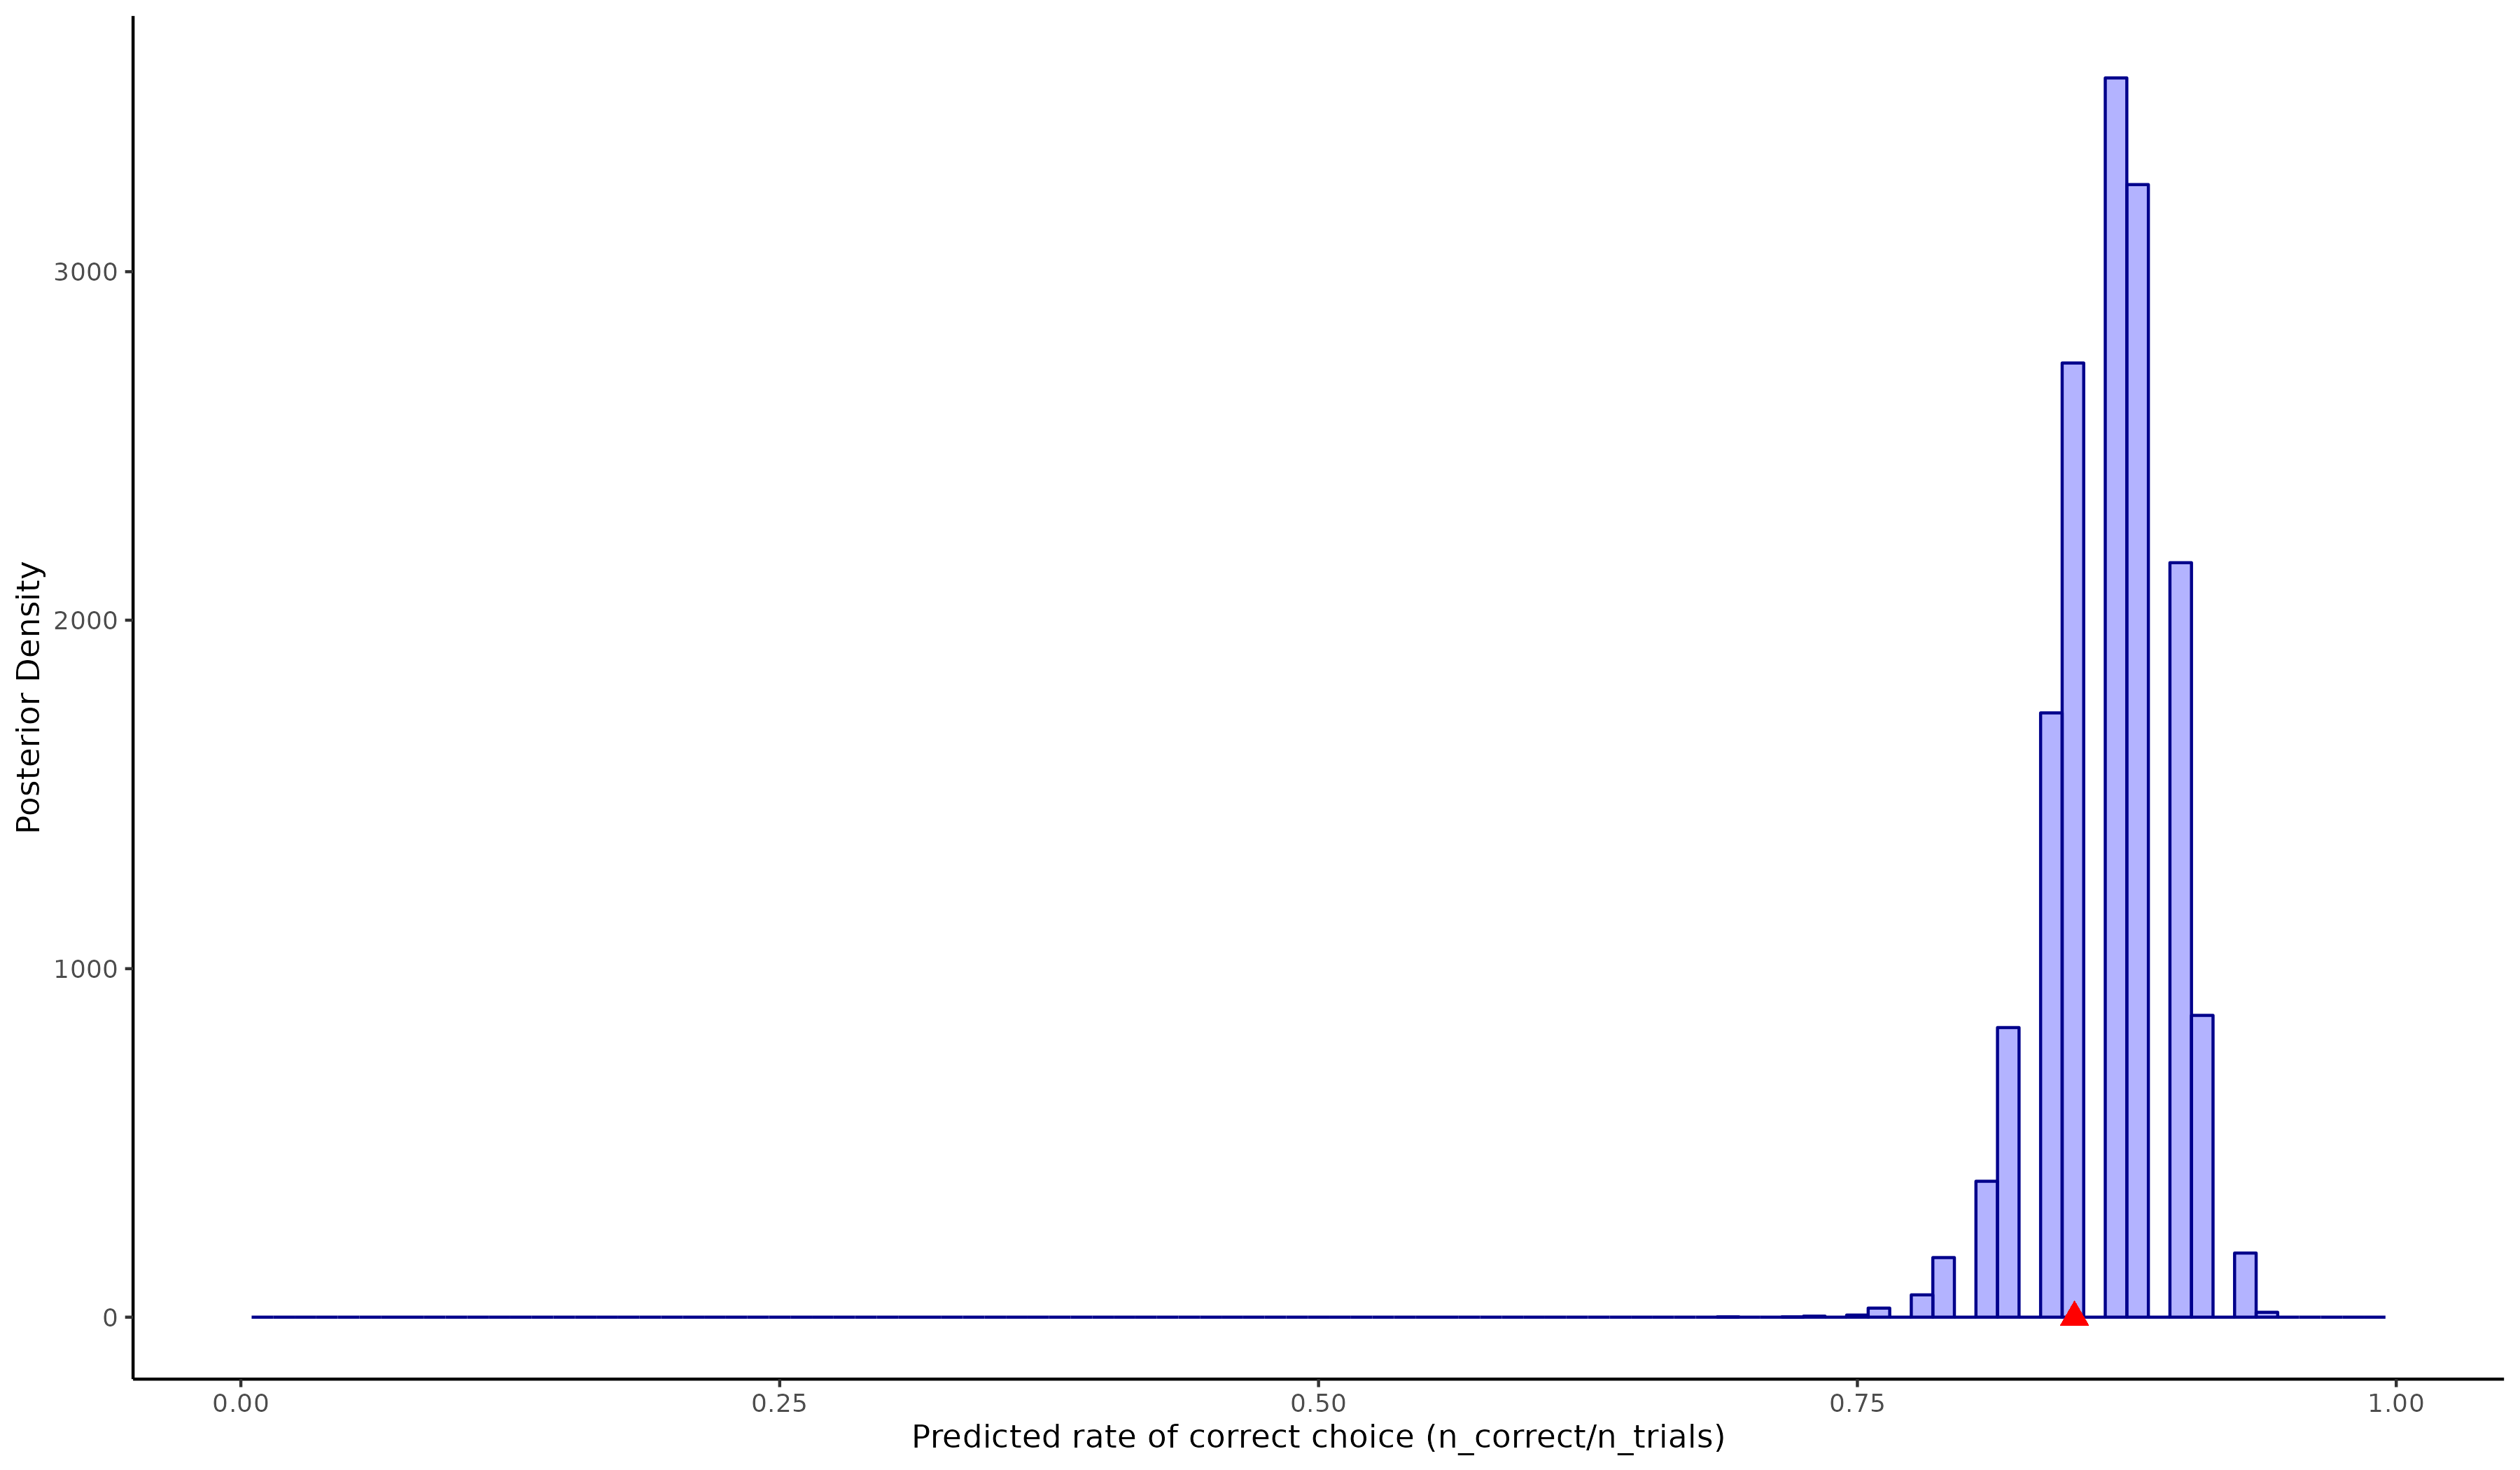 Posterior Density
3000
2000
1000
0
0.00 0.25 0.50 0.75 1.00
Predicted rate of correct choice (n_correct/n_trials)